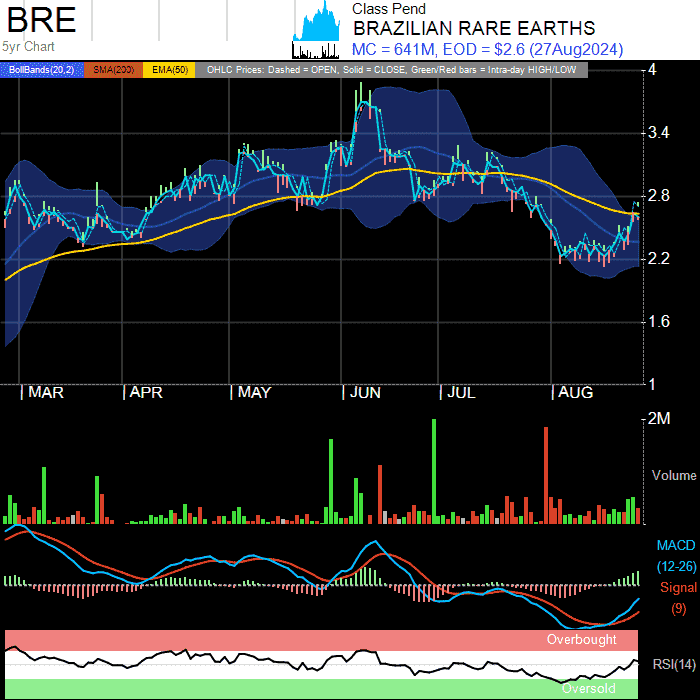 BRE
5yr Chart
Class Pend
BRAZILIAN RARE EARTHS
MC = 641M, EOD = $2.6 (27Aug2024)
BollBands(20,2) SMA(200) EMA(50) OHLC Prices: Dashed = OPEN, Solid = CLOSE, Green/Red bars = Intra-day HIGH/LOW
4
3.4
2.8
2.2
1.6
1
MAR APR MAY JUN JUL AUG
2M
Volume
MACD
(12-26)
Signal
(9)
Overbought
RSI(14)
Oversold